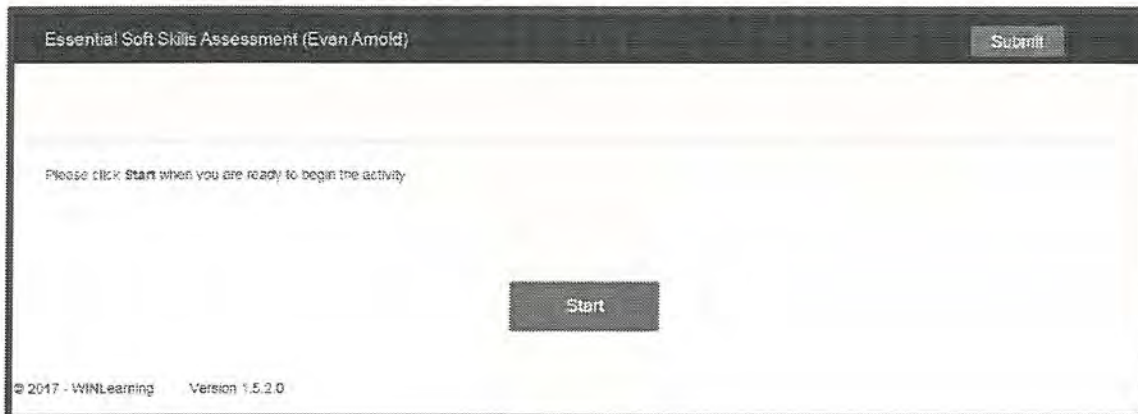 Essential Soft Skills Assessment (Evan Arnold)
Submit
Please click Start when you are ready to begin the activity
Start
© 2017 - WINLearning Version 1.5.2.0